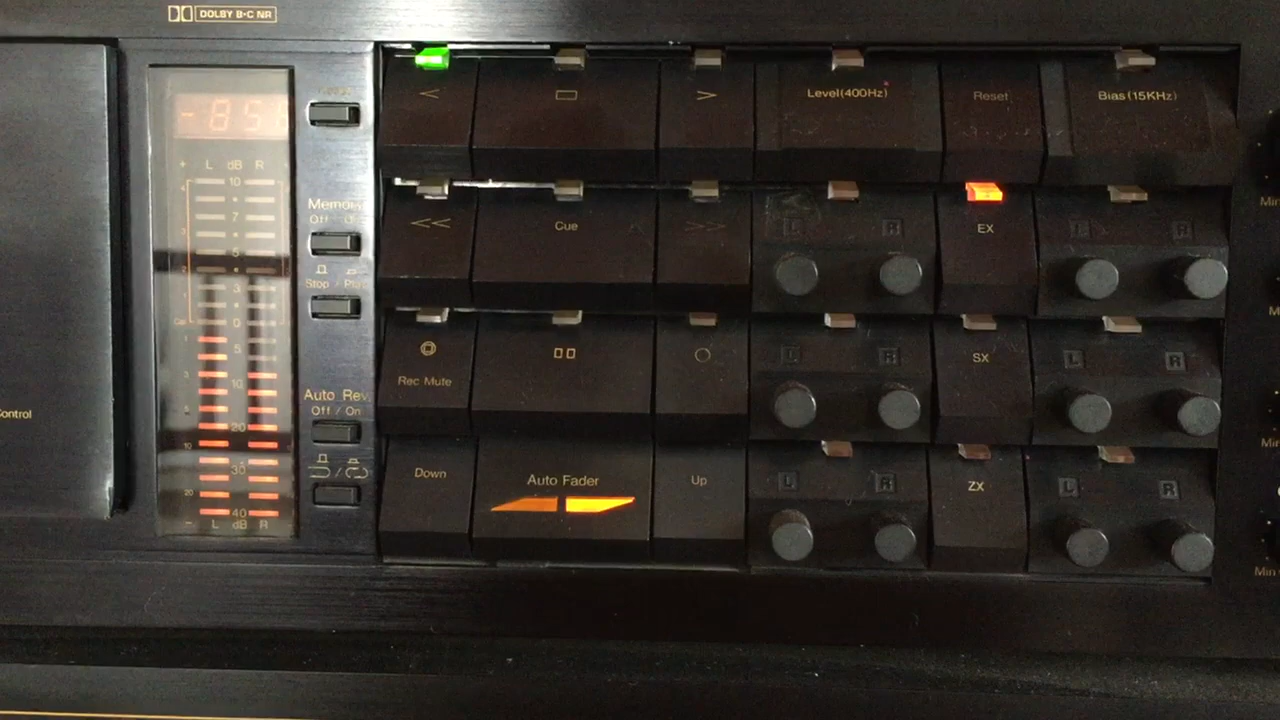 DOLBY B·C NR
-85
< > Level(400Hz) Reset Bias(15KHz)
+ L dB R
10
7
5
3
0
5
10
20
30
40
- L dB R
Memory
Off
Stop / Play
Auto Rev
Off / On
<< Cue >> L R EX L R
Rec Mute L R SX L R
Down Auto Fader Up L R ZX L R
Control
Min
Min